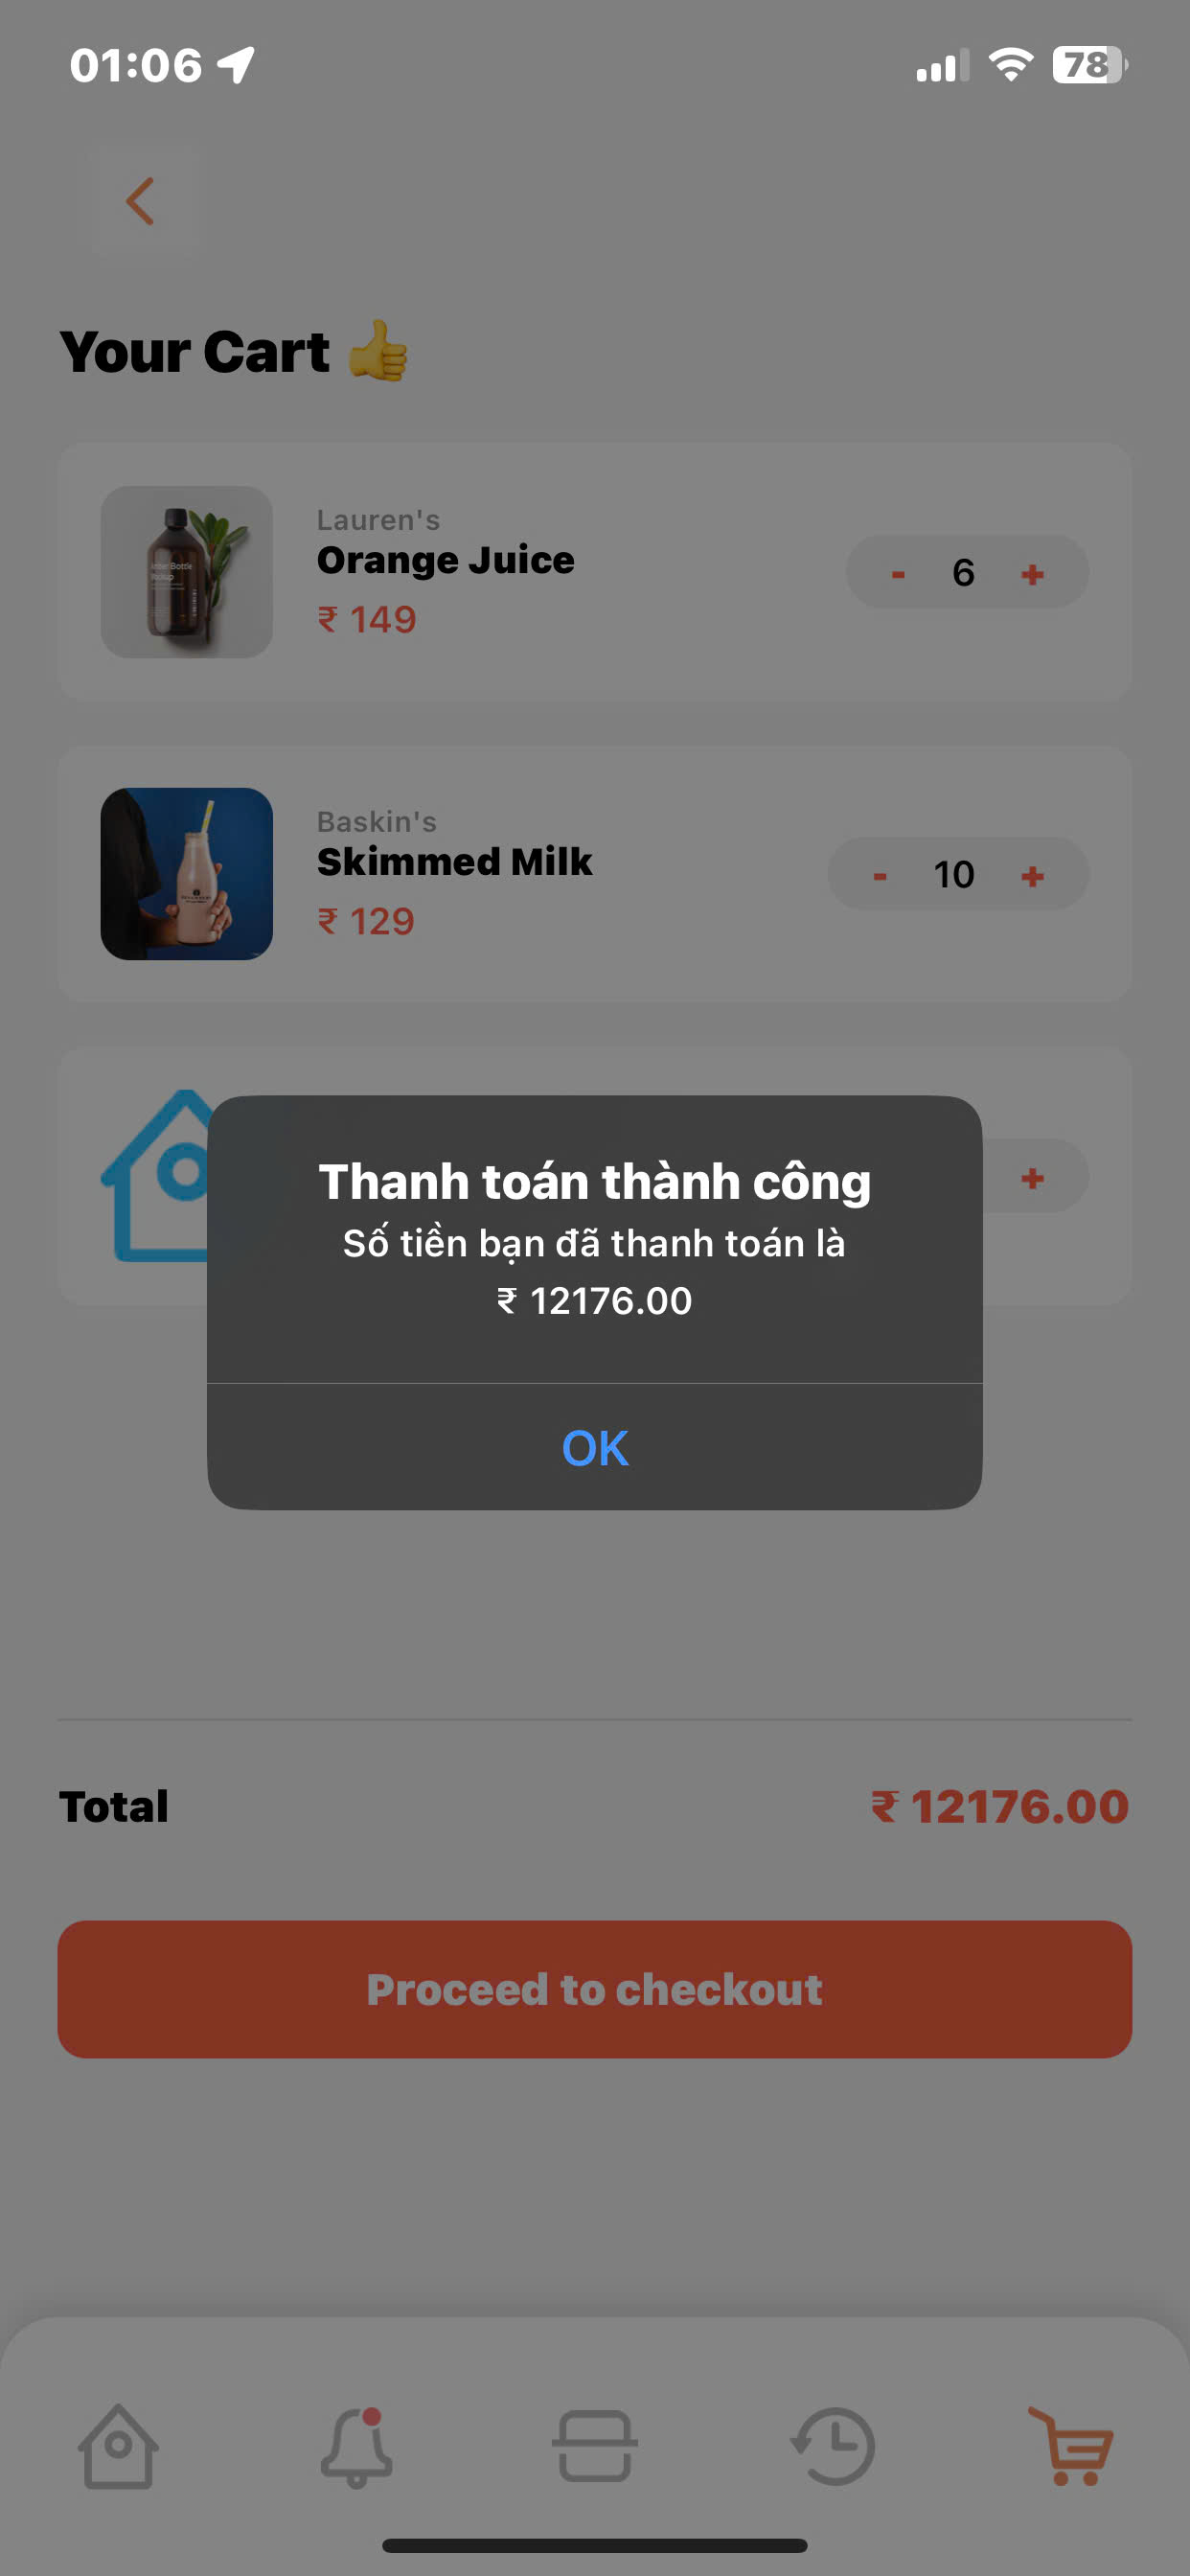 01:06
78
Your Cart 👍
Lauren's
Orange Juice
₹ 149
- 6 +
Baskin's
Skimmed Milk
₹ 129
- 10 +
+
Thanh toán thành công
Số tiền bạn đã thanh toán là
₹ 12176.00
OK
Total
₹ 12176.00
Proceed to checkout